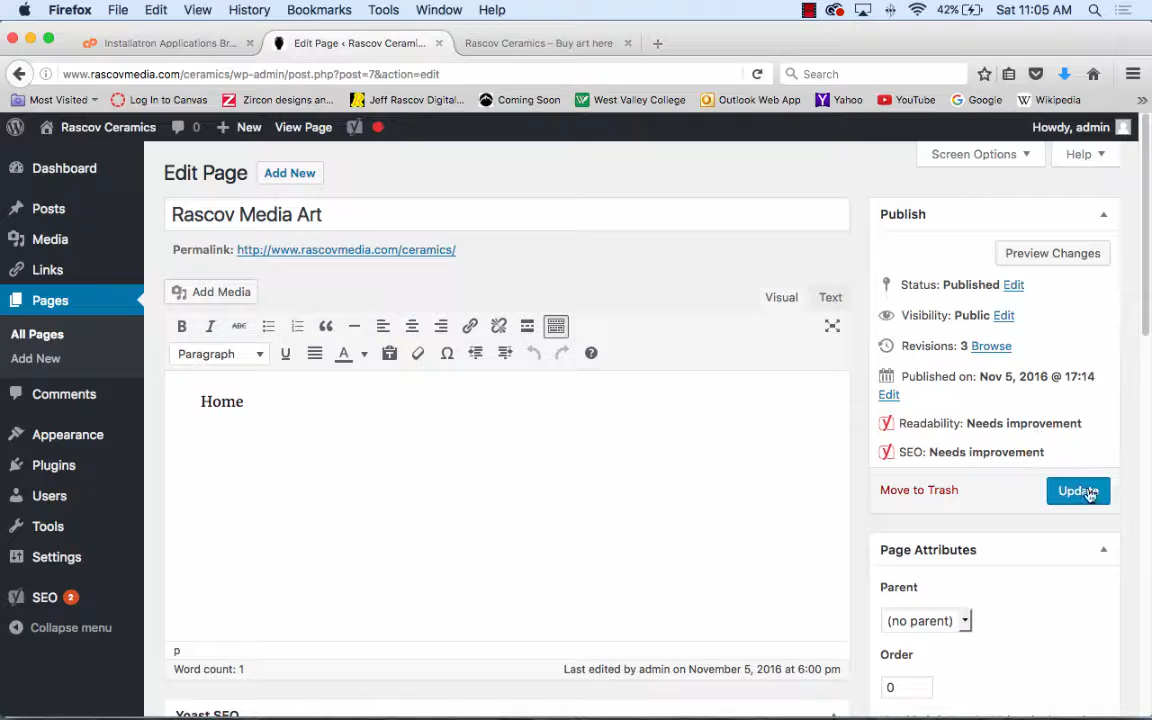 Firefox File Edit View History Bookmarks Tools Window Help 42% Sat 11:05 AM
Installatron Applications Br... Edit Page ‹ Rascov Cerami... Rascov Ceramics – Buy art here
www.rascovmedia.com/ceramics/wp-admin/post.php?post=7&action=edit Search
Most Visited Log In to Canvas Zircon designs an... Jeff Rascov Digital... Coming Soon West Valley College Outlook Web App Yahoo YouTube Google Wikipedia
Rascov Ceramics 0 New View Page Howdy, admin
Screen Options Help
Dashboard
Posts
Media
Links
Pages
All Pages
Add New
Comments
Appearance
Plugins
Users
Tools
Settings
SEO 2
Collapse menu
Edit Page Add New
Rascov Media Art
Permalink: http://www.rascovmedia.com/ceramics/
Add Media
Visual Text
B I ABC
Paragraph U A Ω ?
Home
p
Word count: 1 Last edited by admin on November 5, 2016 at 6:00 pm
Yoast SEO
Publish
Preview Changes
Status: Published Edit
Visibility: Public Edit
Revisions: 3 Browse
Published on: Nov 5, 2016 @ 17:14
Edit
Readability: Needs improvement
SEO: Needs improvement
Move to Trash Update
Page Attributes
Parent
(no parent)
Order
0